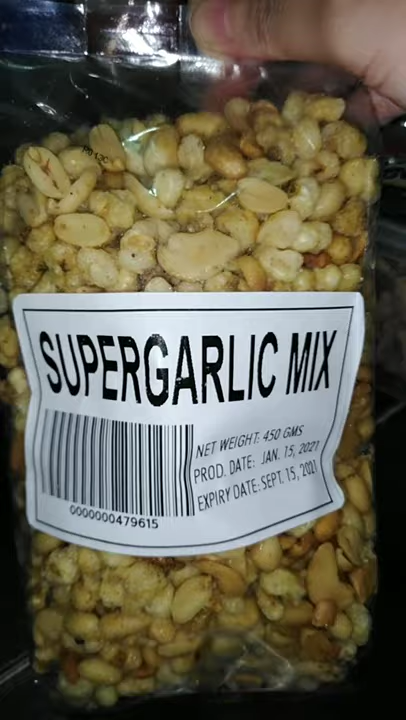 SUPERGARLIC MIX
NET WEIGHT: 450 GMS
PROD. DATE: JAN. 15, 2021
EXPIRY DATE: SEPT. 15, 2021
0000000479615